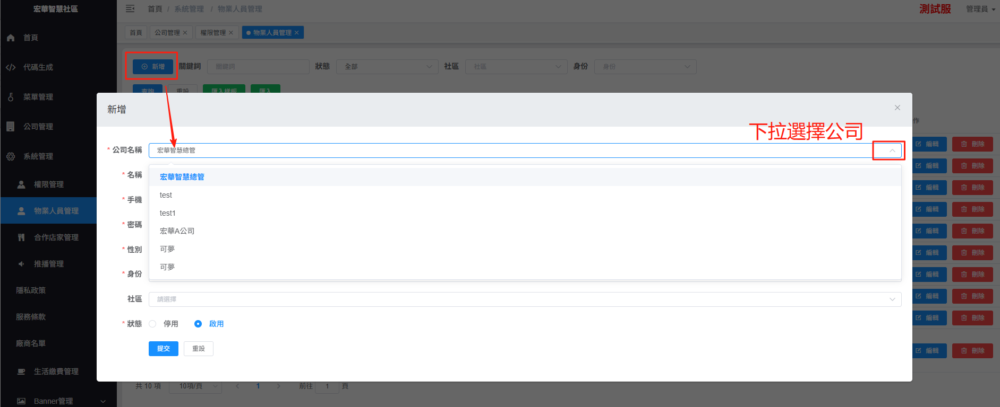 宏華智慧社區
首頁 / 系統管理 / 物業人員管理
測試服
管理員
首頁
公司管理 ×
權限管理 ×
物業人員管理 ×
首頁
代碼生成
菜單管理
公司管理
系統管理
權限管理
物業人員管理
合作店家管理
推播管理
隱私政策
服務條款
廠商名單
生活繳費管理
Banner管理
新增
關鍵詞 關鍵詞
狀態 全部
社區 社區
身份 身份
查詢 重設 匯入樣板 匯入
新增
下拉選擇公司
作
* 公司名稱 宏華智慧總管
* 名稱
宏華智慧總管
test
* 手機
test1
* 密碼
宏華A公司
* 性別
可夢
可夢
* 身份
社區 請選擇
* 狀態 停用 啟用
提交 重設
編輯 刪除
編輯 刪除
編輯 刪除
編輯 刪除
編輯 刪除
編輯 刪除
編輯 刪除
編輯 刪除
編輯 刪除
編輯 刪除
共 10 項 10項/頁 1 前往 1 頁